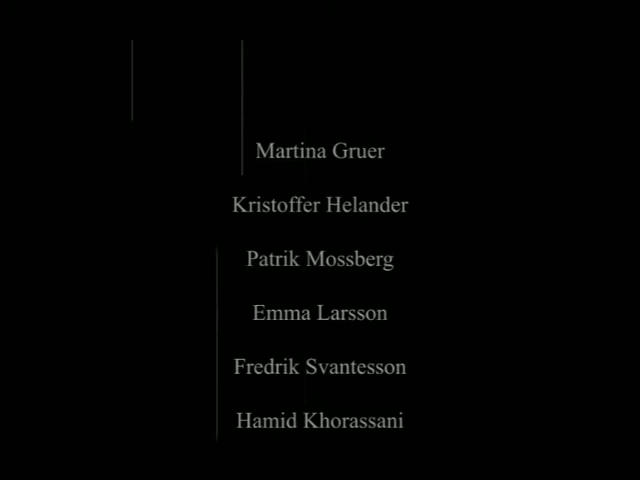 Martina Gruer
Kristoffer Helander
Patrik Mossberg
Emma Larsson
Fredrik Svantesson
Hamid Khorassani